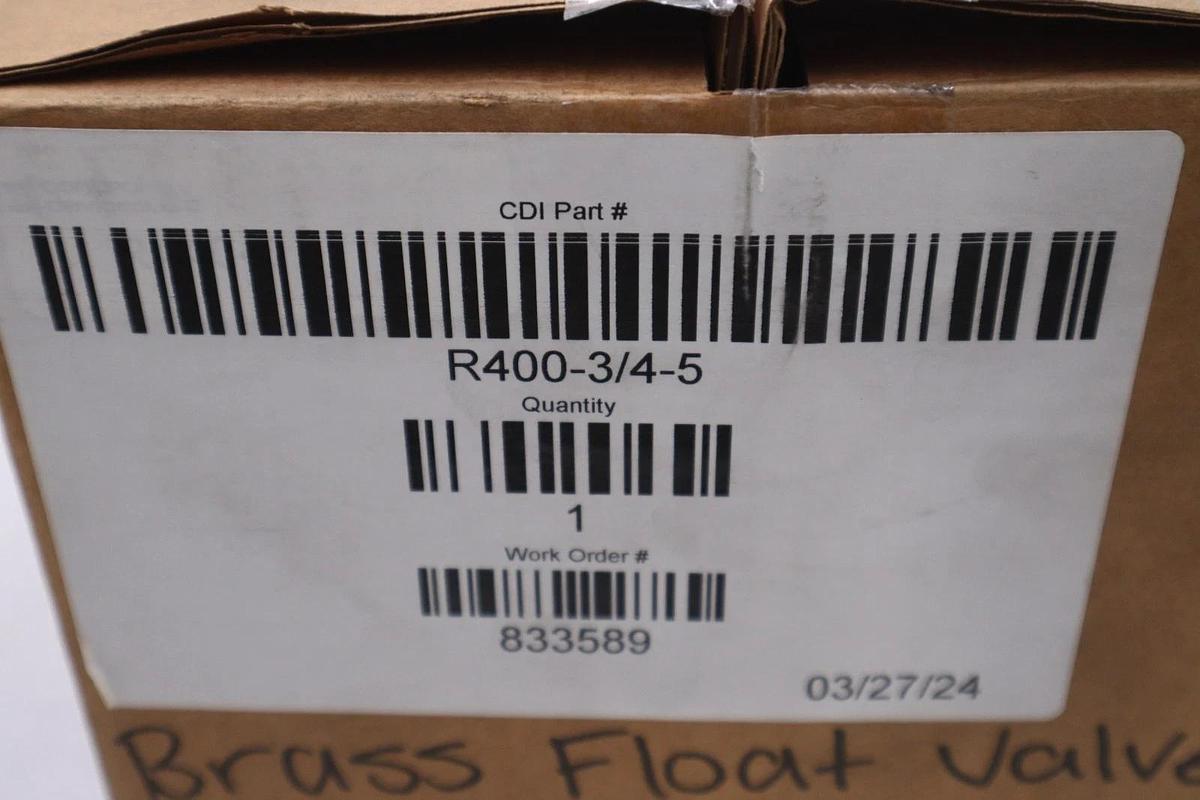 CDI Part #
R400-3/4-5
Quantity
1
Work Order #
833589
03/27/24
Brass Float Valve